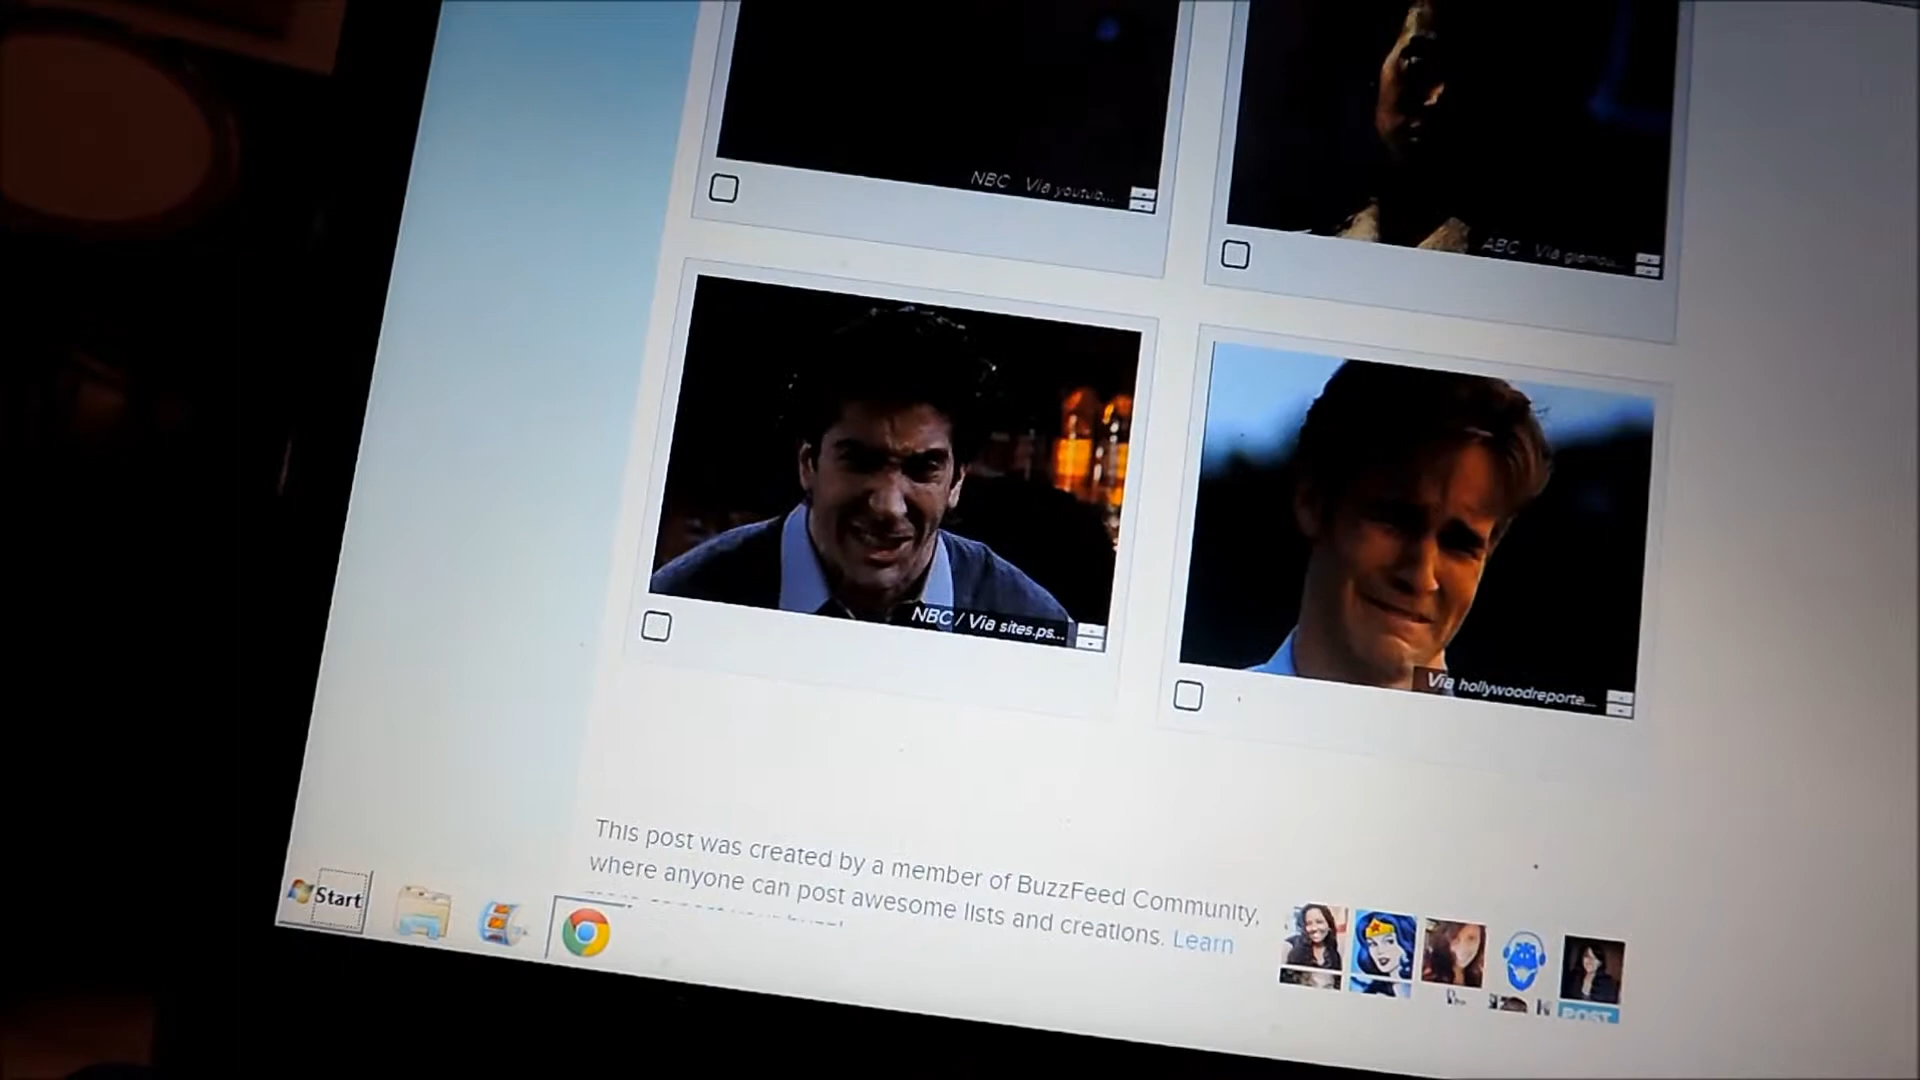 NBC Via youtub...
ABC Via glamou...
NBC / Via sites.ps...
Via hollywoodreporte...
This post was created by a member of BuzzFeed Community,
where anyone can post awesome lists and creations. Learn
Start
POST